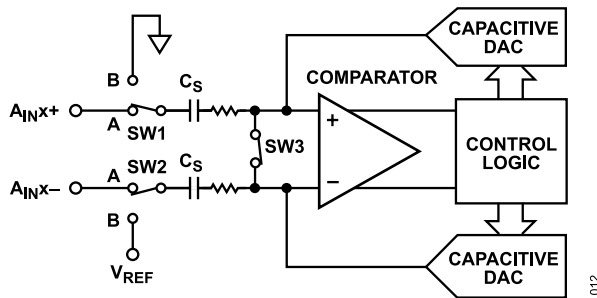 CAPACITIVE
DAC
B
CS
COMPARATOR
AINX+
A
SW1
+
SW3
CONTROL
LOGIC
CS
SW2
AINX–
A
–
B
VREF
CAPACITIVE
DAC
012